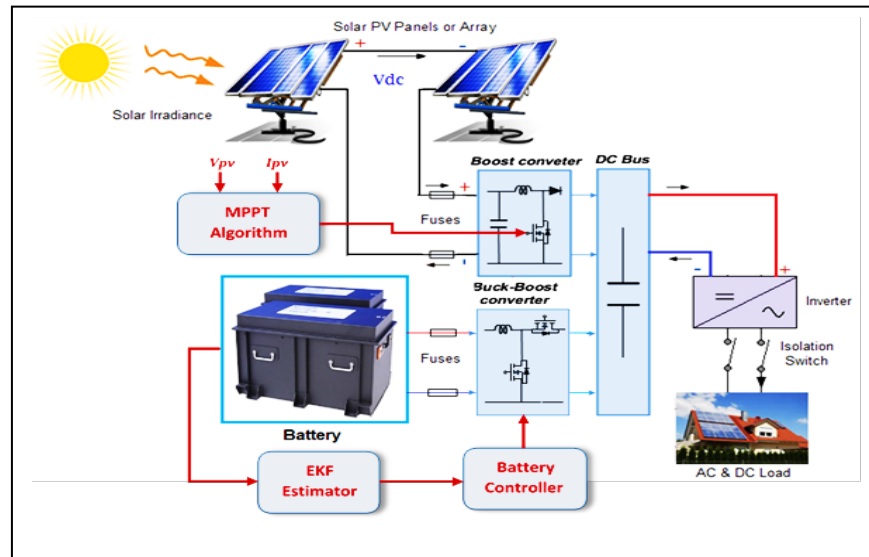 Solar PV Panels or Array
+
-
Vdc
Solar Irradiance
Vpv
Ipv
MPPT
Algorithm
Boost conveter
DC Bus
+
Fuses
-
Buck-Boost
converter
-
+
Inverter
Fuses
Isolation
Switch
Battery
AC & DC Load
EKF
Estimator
Battery
Controller